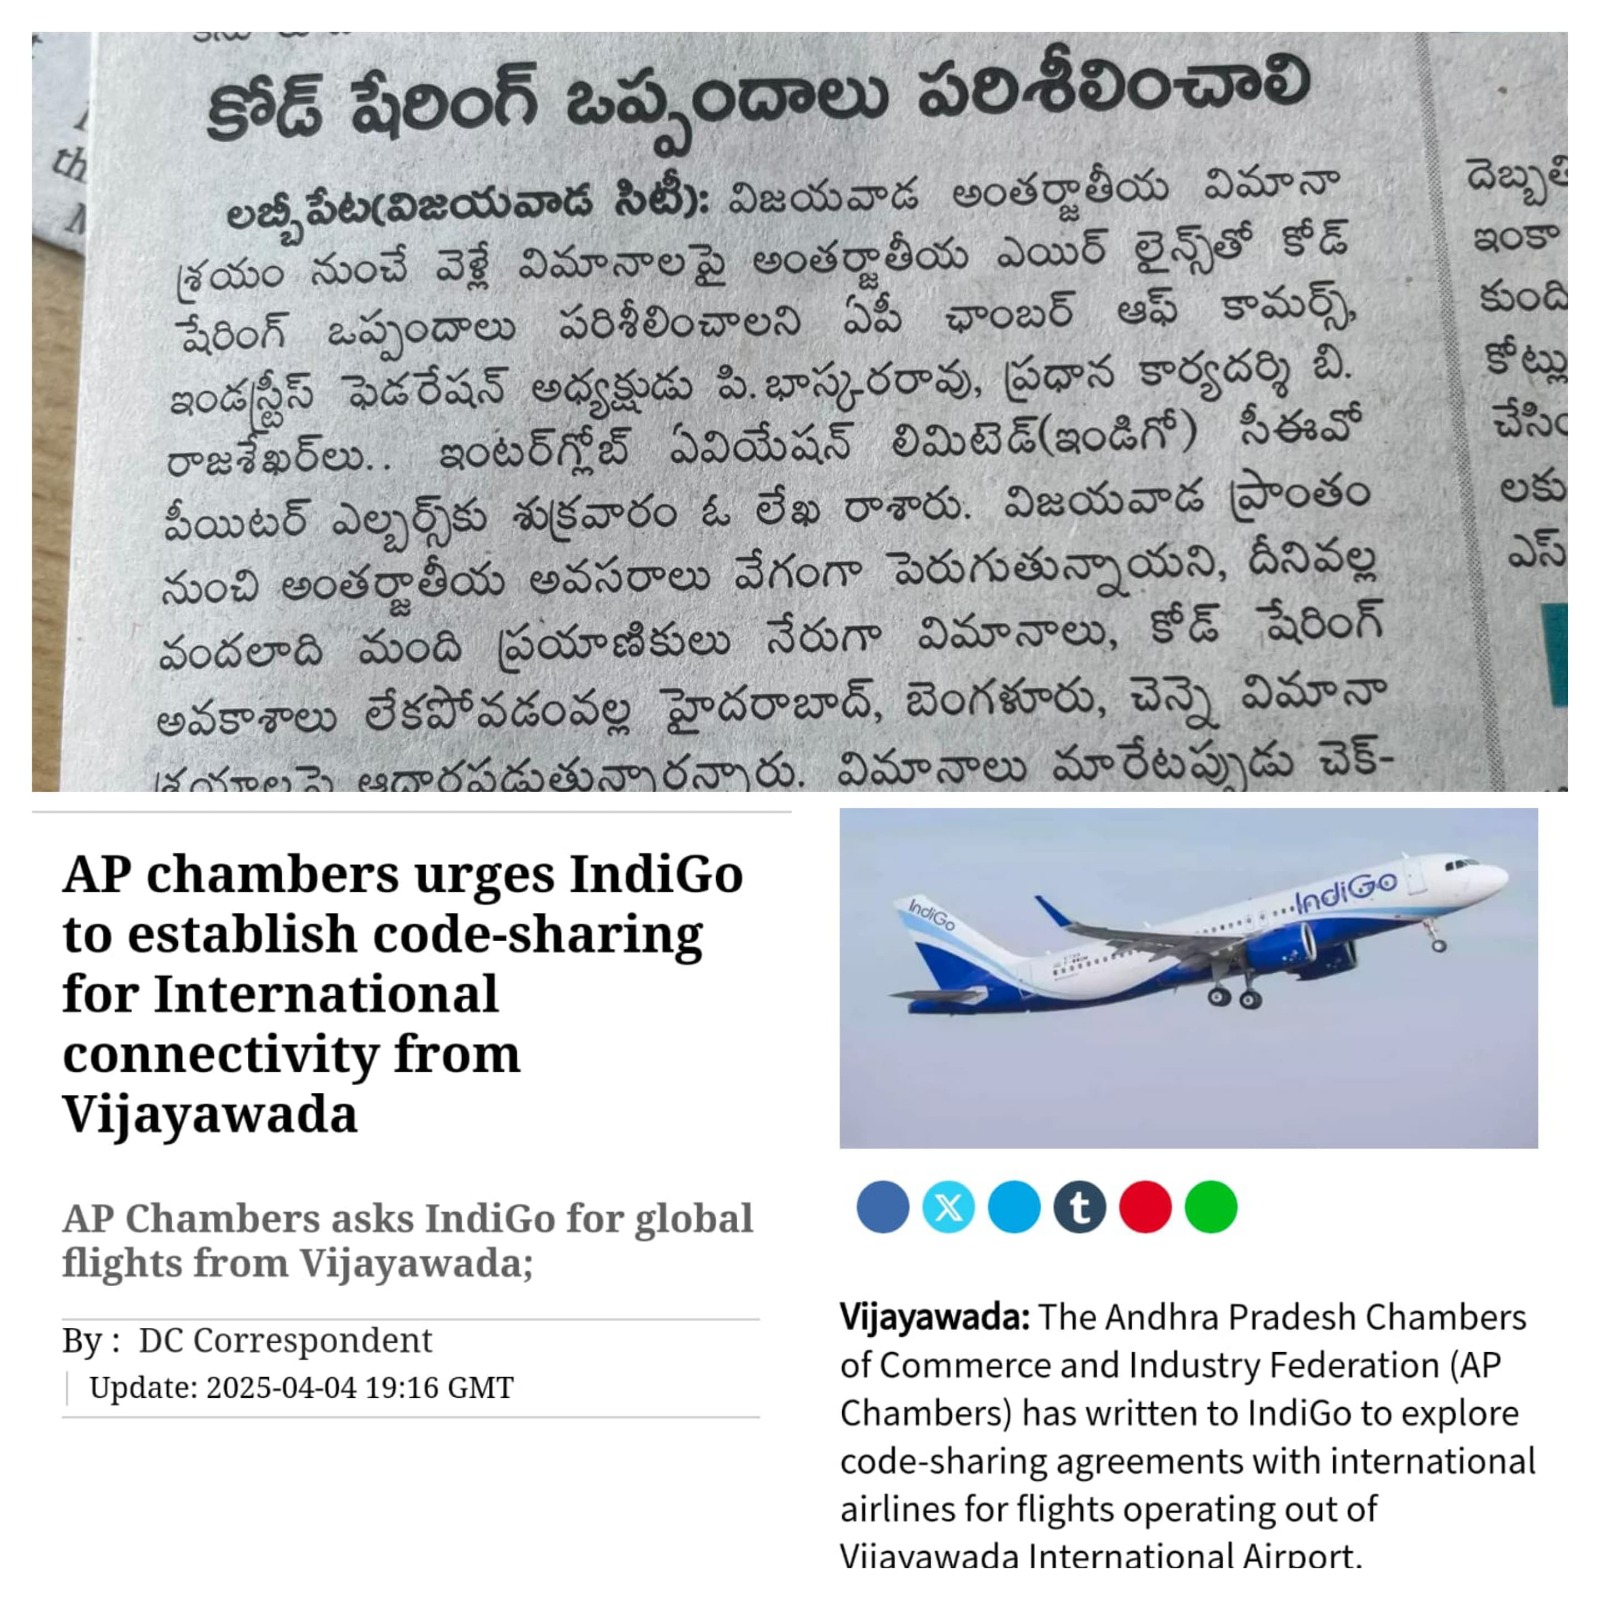 కోడ్ షేరింగ్ ఒప్పందాలు పరిశీలించాలి
లబ్బీపేట(విజయవాడ సిటీ): విజయవాడ అంతర్జాతీయ విమానా
శ్రయం నుంచే వెళ్లే విమానాలపై అంతర్జాతీయ ఎయిర్ లైన్స్‌తో కోడ్
షేరింగ్ ఒప్పందాలు పరిశీలించాలని ఏపీ ఛాంబర్ ఆఫ్ కామర్స్,
ఇండస్ట్రీస్ ఫెడరేషన్ అధ్యక్షుడు పి.భాస్కరరావు, ప్రధాన కార్యదర్శి బి.
రాజశేఖర్‌లు.. ఇంటర్‌గ్లోబ్ ఏవియేషన్ లిమిటెడ్(ఇండిగో) సీఈవో
పీయిటర్ ఎల్బర్స్‌కు శుక్రవారం ఓ లేఖ రాశారు. విజయవాడ ప్రాంతం
నుంచి అంతర్జాతీయ అవసరాలు వేగంగా పెరుగుతున్నాయని, దీనివల్ల
వందలాది మంది ప్రయాణికులు నేరుగా విమానాలు, కోడ్ షేరింగ్
అవకాశాలు లేకపోవడంవల్ల హైదరాబాద్, బెంగళూరు, చెన్నై విమానా
శ్రయాలపై ఆధారపడుతున్నారన్నారు. విమానాలు మారేటప్పుడు చెక్-
ఇంకా
కుంది
కోట్లు
లకు
ఎస్
th
AP chambers urges IndiGo
to establish code-sharing
for International
connectivity from
Vijayawada
AP Chambers asks IndiGo for global
flights from Vijayawada;
By : DC Correspondent
Update: 2025-04-04 19:16 GMT
IndiGo
IndiGo
Vijayawada: The Andhra Pradesh Chambers
of Commerce and Industry Federation (AP
Chambers) has written to IndiGo to explore
code-sharing agreements with international
airlines for flights operating out of
Vijayawada International Airport.